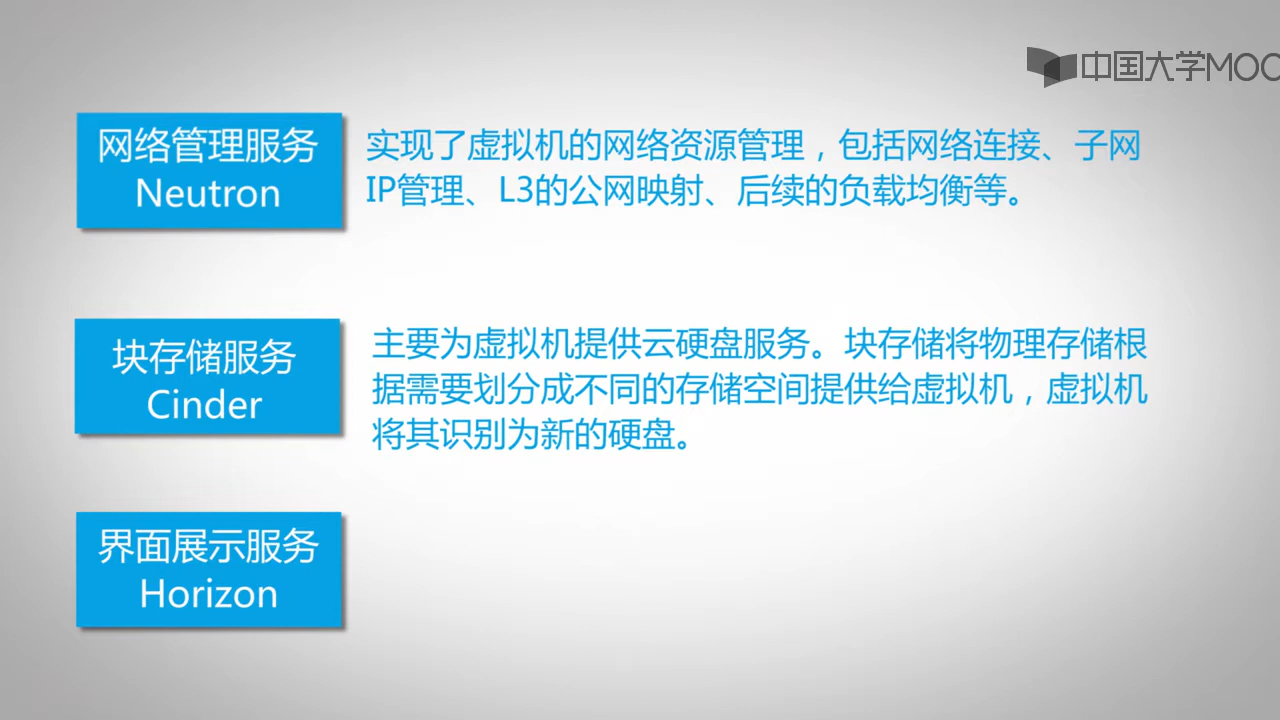 中国大学MOOC
网络管理服务
Neutron
实现了虚拟机的网络资源管理，包括网络连接、子网
IP管理、L3的公网映射、后续的负载均衡等。
块存储服务
Cinder
主要为虚拟机提供云硬盘服务。块存储将物理存储根
据需要划分成不同的存储空间提供给虚拟机，虚拟机
将其识别为新的硬盘。
界面展示服务
Horizon